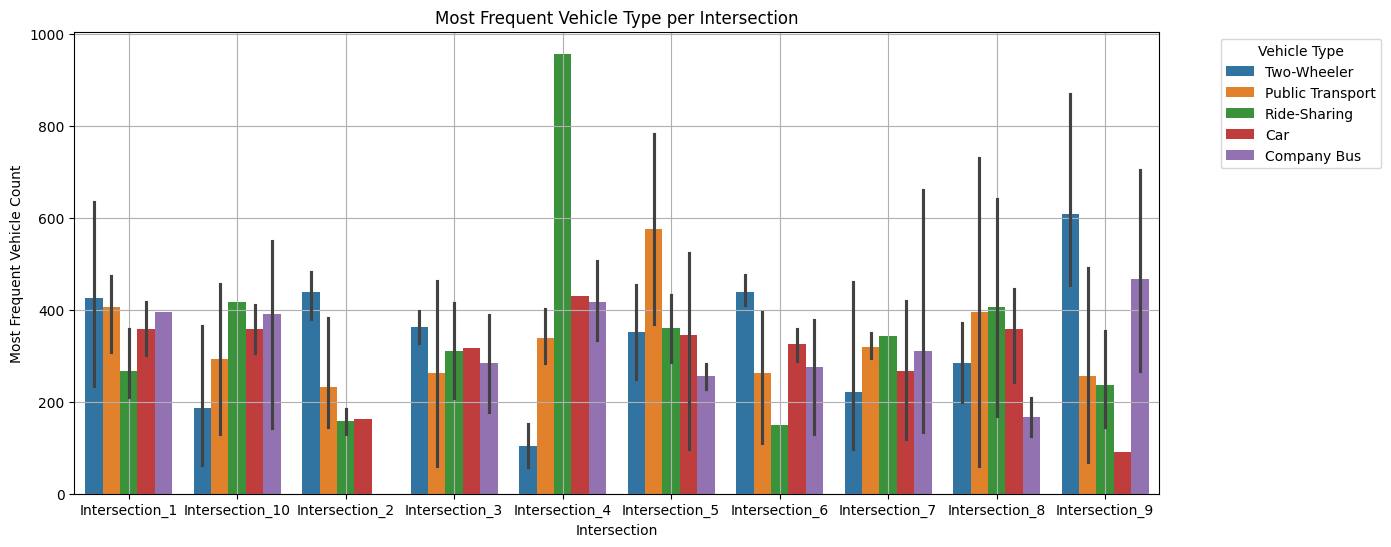 Most Frequent Vehicle Type per Intersection
Most Frequent Vehicle Count
1000
800
600
400
200
0
Intersection_1 Intersection_10 Intersection_2 Intersection_3 Intersection_4 Intersection_5 Intersection_6 Intersection_7 Intersection_8 Intersection_9
Intersection
Vehicle Type
Two-Wheeler
Public Transport
Ride-Sharing
Car
Company Bus